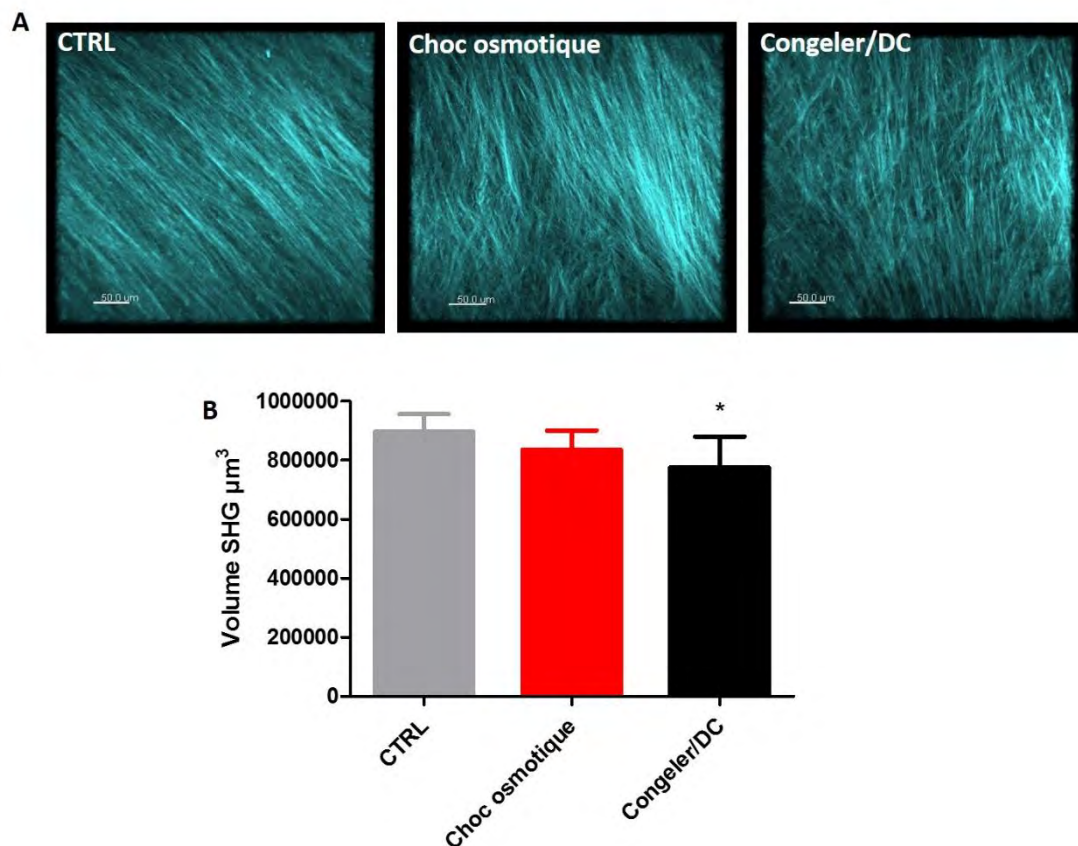 A
CTRL
Choc osmotique
Congeler/DC
50.0 um
50.0 um
50.0 um
B
*
Volume SHG µm³
1000000
800000
600000
400000
200000
0
CTRL
Choc osmotique
Congeler/DC